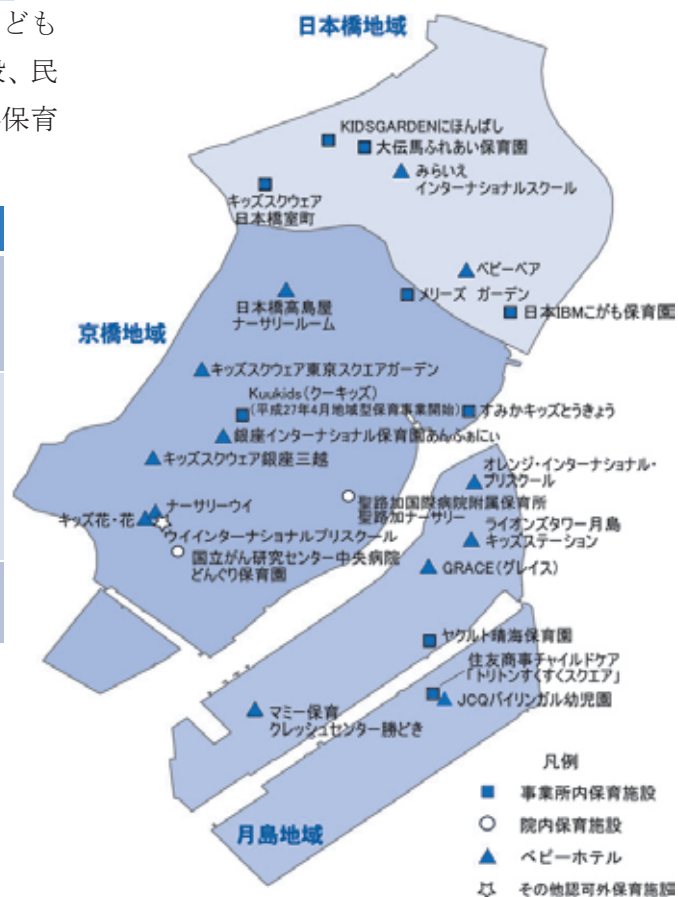 ども
、民
保育
日本橋地域
KIDSGARDENにほんばし
大伝馬ふれあい保育園
みらいえ
インターナショナルスクール
キッズスクウェア
日本橋室町
ベビーベア
日本橋高島屋
ナーサリールーム
メリーズ ガーデン
日本IBMこがも保育園
京橋地域
キッズスクウェア東京スクエアガーデン
Kuukids(クーキッズ)
(平成27年4月地域型保育事業開始)
すみかキッズとうきょう
銀座インターナショナル保育園あんふぁにぃ
キッズスクウェア銀座三越
オレンジ・インターナショナル・
プリスクール
ナーサリーウイ
キッズ花・花
聖路加国際病院附属保育所
聖路加ナーサリー
ウイインターナショナルプリスクール
ライオンズタワー月島
キッズステーション
国立がん研究センター中央病院
どんぐり保育園
GRACE(グレイス)
ヤクルト晴海保育園
住友商事チャイルドケア
「トリトンすくすくスクエア」
JCQバイリンガル幼児園
マミー保育
クレッシュセンター勝どき
月島地域
凡例
事業所内保育施設
院内保育施設
ベビーホテル
その他認可外保育施設